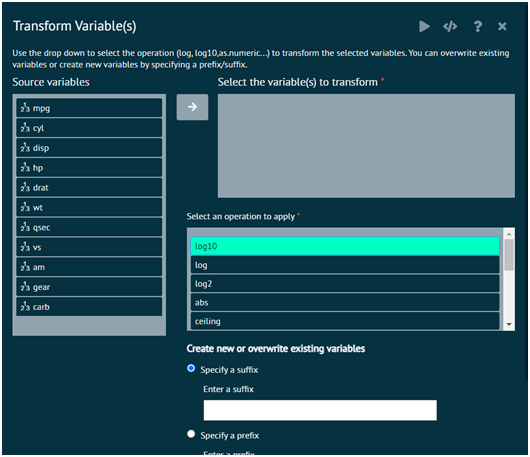 Transform Variable(s)
Use the drop down to select the operation (log, log10,as.numeric...) to transform the selected variables. You can overwrite existing
variables or create new variables by specifying a prefix/suffix.
Source variables
Select the variable(s) to transform *
mpg
cyl
disp
hp
drat
wt
qsec
vs
am
gear
carb
Select an operation to apply *
log10
log
log2
abs
ceiling
Create new or overwrite existing variables
Specify a suffix
Enter a suffix
Specify a prefix
Enter a prefix